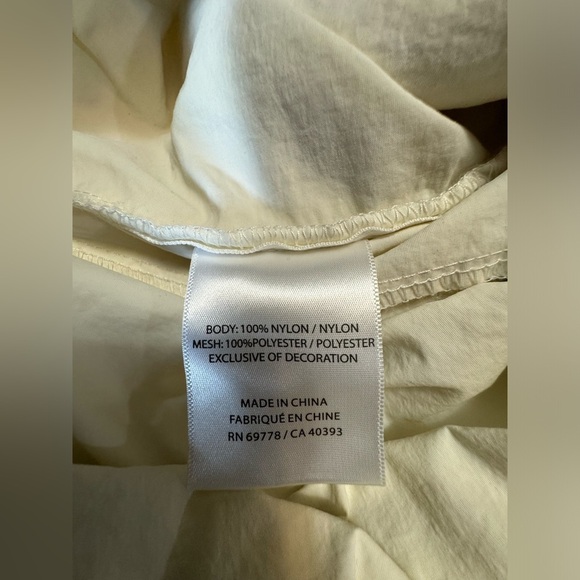 BODY: 100% NYLON / NYLON
MESH: 100%POLYESTER / POLYESTER
EXCLUSIVE OF DECORATION
MADE IN CHINA
FABRIQUÉ EN CHINE
RN 69778 / CA 40393